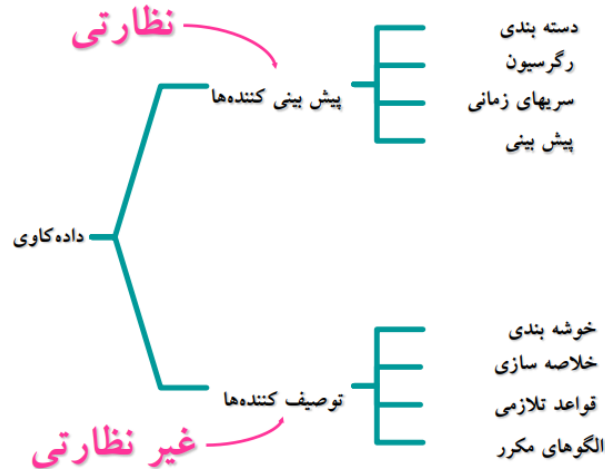 نظارتی
پیش بینی کننده‌ها
دسته بندی
رگرسیون
سریهای زمانی
پیش بینی
داده‌کاوی
توصیف کننده‌ها
غیر نظارتی
خوشه بندی
خلاصه سازی
قواعد تلازمی
الگوهای مکرر